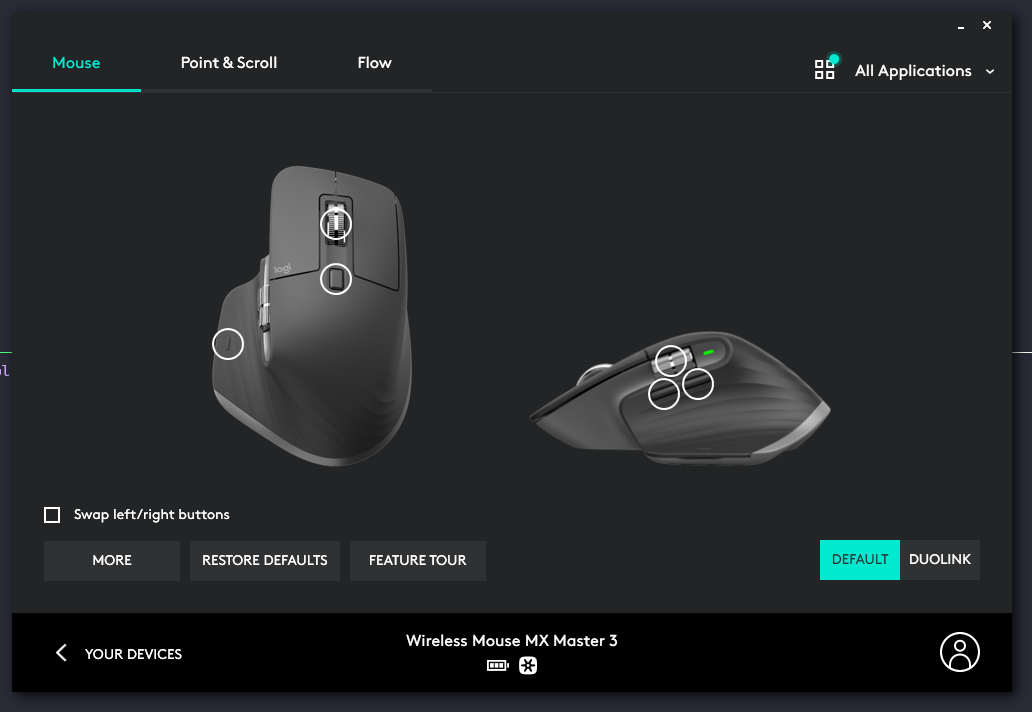 Mouse
Point & Scroll
Flow
All Applications
logi
Swap left/right buttons
MORE
RESTORE DEFAULTS
FEATURE TOUR
DEFAULT
DUOLINK
YOUR DEVICES
Wireless Mouse MX Master 3